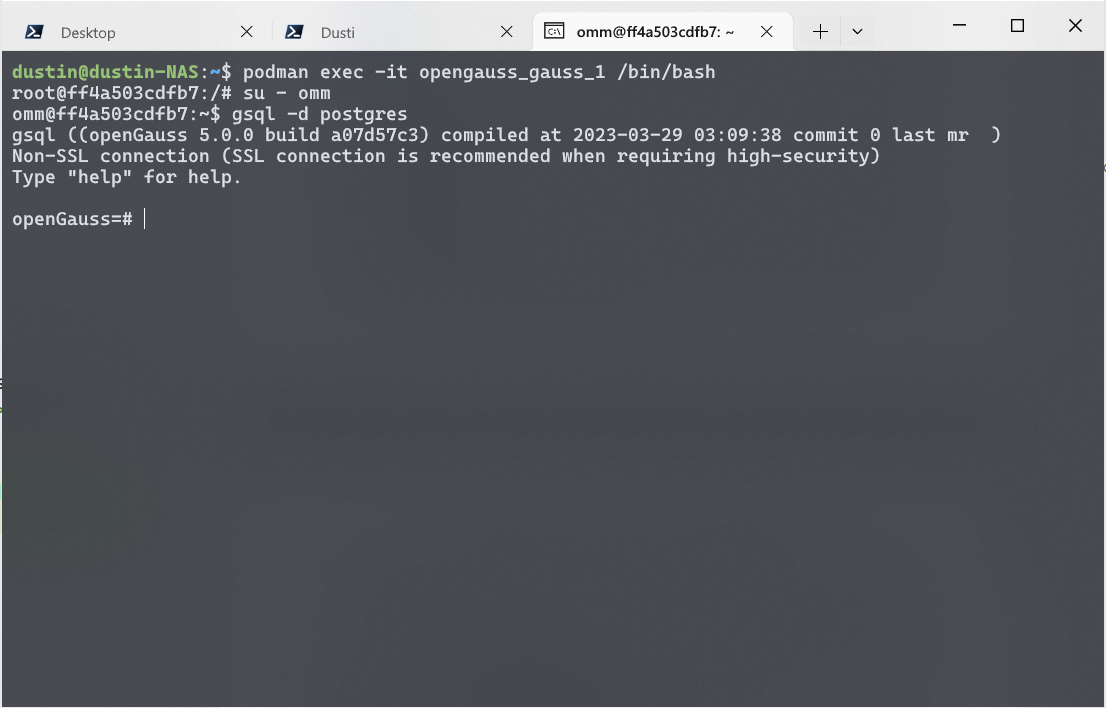 Desktop
Dusti
omm@ff4a503cdfb7: ~
dustin@dustin-NAS:~$ podman exec -it opengauss_gauss_1 /bin/bash
root@ff4a503cdfb7:/# su - omm
omm@ff4a503cdfb7:~$ gsql -d postgres
gsql ((openGauss 5.0.0 build a07d57c3) compiled at 2023-03-29 03:09:38 commit 0 last mr  )
Non-SSL connection (SSL connection is recommended when requiring high-security)
Type "help" for help.
openGauss=#